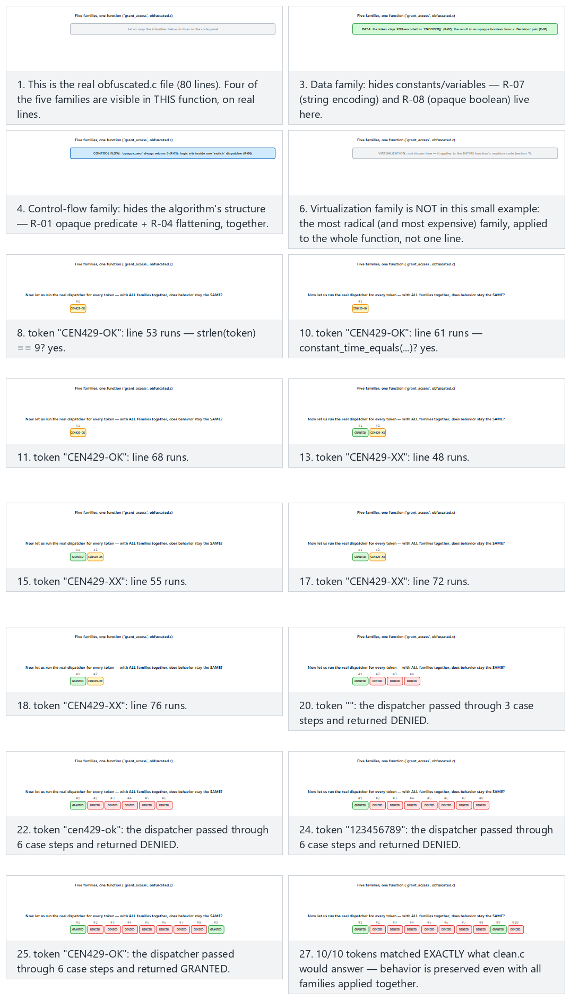 Five families, one function (`grant_access`, obfuscated.c)
Let us map the 4 families below to lines in the code panel
1. This is the real obfuscated.c file (80 lines). Four of
the five families are visible in THIS function, on real
lines.
Five families, one function (`grant_access`, obfuscated.c)
DATA: the token stays XOR-encoded in `ENCODED[]` (R-07); the result is an opaque boolean from a `Decision` pair (R-08).
3. Data family: hides constants/variables — R-07
(string encoding) and R-08 (opaque boolean) live
here.
Five families, one function (`grant_access`, obfuscated.c)
CONTROL FLOW: `opaque_zero` always returns 0 (R-01); logic sits inside one `switch` dispatcher (R-04).
4. Control-flow family: hides the algorithm's structure
— R-01 opaque predicate + R-04 flattening, together.
Five families, one function (`grant_access`, obfuscated.c)
VIRTUALIZATION: not shown here — it applies to the ENTIRE function's machine code (section 7).
6. Virtualization family is NOT in this small example:
the most radical (and most expensive) family, applied
to the whole function, not one line.
Five families, one function (`grant_access`, obfuscated.c)
Now let us run the real dispatcher for every token — with ALL families together, does behavior stay the SAME?
#1
CEN429-OK
8. token "CEN429-OK": line 53 runs — strlen(token)
== 9? yes.
Five families, one function (`grant_access`, obfuscated.c)
Now let us run the real dispatcher for every token — with ALL families together, does behavior stay the SAME?
#1
CEN429-OK
10. token "CEN429-OK": line 61 runs —
constant_time_equals(...)? yes.
Five families, one function (`grant_access`, obfuscated.c)
Now let us run the real dispatcher for every token — with ALL families together, does behavior stay the SAME?
#1
CEN429-OK
11. token "CEN429-OK": line 68 runs.
Five families, one function (`grant_access`, obfuscated.c)
Now let us run the real dispatcher for every token — with ALL families together, does behavior stay the SAME?
#1 #2
GRANTED CEN429-XX
13. token "CEN429-XX": line 48 runs.
Five families, one function (`grant_access`, obfuscated.c)
Now let us run the real dispatcher for every token — with ALL families together, does behavior stay the SAME?
#1 #2
GRANTED CEN429-XX
15. token "CEN429-XX": line 55 runs.
Five families, one function (`grant_access`, obfuscated.c)
Now let us run the real dispatcher for every token — with ALL families together, does behavior stay the SAME?
#1 #2
GRANTED CEN429-XX
17. token "CEN429-XX": line 72 runs.
Five families, one function (`grant_access`, obfuscated.c)
Now let us run the real dispatcher for every token — with ALL families together, does behavior stay the SAME?
#1 #2
GRANTED CEN429-XX
18. token "CEN429-XX": line 76 runs.
Five families, one function (`grant_access`, obfuscated.c)
Now let us run the real dispatcher for every token — with ALL families together, does behavior stay the SAME?
#1 #2 #3 #4
GRANTED DENIED DENIED DENIED
20. token "": the dispatcher passed through 3 case
steps and returned DENIED.
Five families, one function (`grant_access`, obfuscated.c)
Now let us run the real dispatcher for every token — with ALL families together, does behavior stay the SAME?
#1 #2 #3 #4 #5 #6
GRANTED DENIED DENIED DENIED DENIED DENIED
22. token "cen429-ok": the dispatcher passed through
6 case steps and returned DENIED.
Five families, one function (`grant_access`, obfuscated.c)
Now let us run the real dispatcher for every token — with ALL families together, does behavior stay the SAME?
#1 #2 #3 #4 #5 #6 #7 #8
GRANTED DENIED DENIED DENIED DENIED DENIED DENIED DENIED
24. token "123456789": the dispatcher passed through
6 case steps and returned DENIED.
Five families, one function (`grant_access`, obfuscated.c)
Now let us run the real dispatcher for every token — with ALL families together, does behavior stay the SAME?
#1 #2 #3 #4 #5 #6 #7 #8 #9
GRANTED DENIED DENIED DENIED DENIED DENIED DENIED DENIED GRANTED
25. token "CEN429-OK": the dispatcher passed
through 6 case steps and returned GRANTED.
Five families, one function (`grant_access`, obfuscated.c)
Now let us run the real dispatcher for every token — with ALL families together, does behavior stay the SAME?
#1 #2 #3 #4 #5 #6 #7 #8 #9 #10
GRANTED DENIED DENIED DENIED DENIED DENIED DENIED DENIED GRANTED DENIED
27. 10/10 tokens matched EXACTLY what clean.c
would answer — behavior is preserved even with all
families applied together.